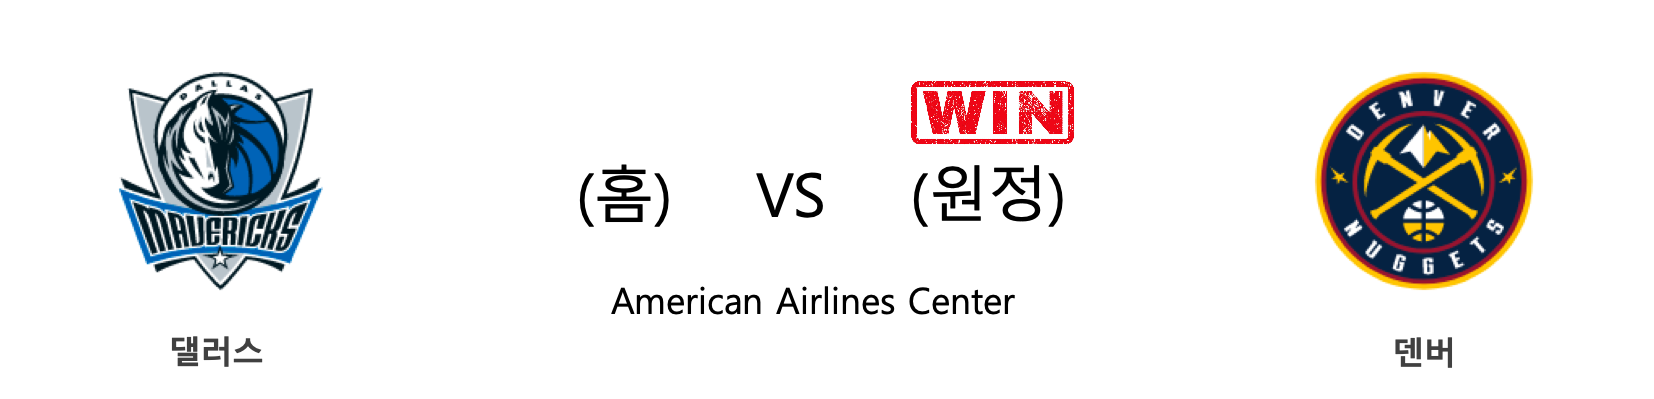 DALLAS
MAVERICKS
WIN
(홈) VS (원정)
American Airlines Center
DENVER
NUGGETS
댈러스
덴버